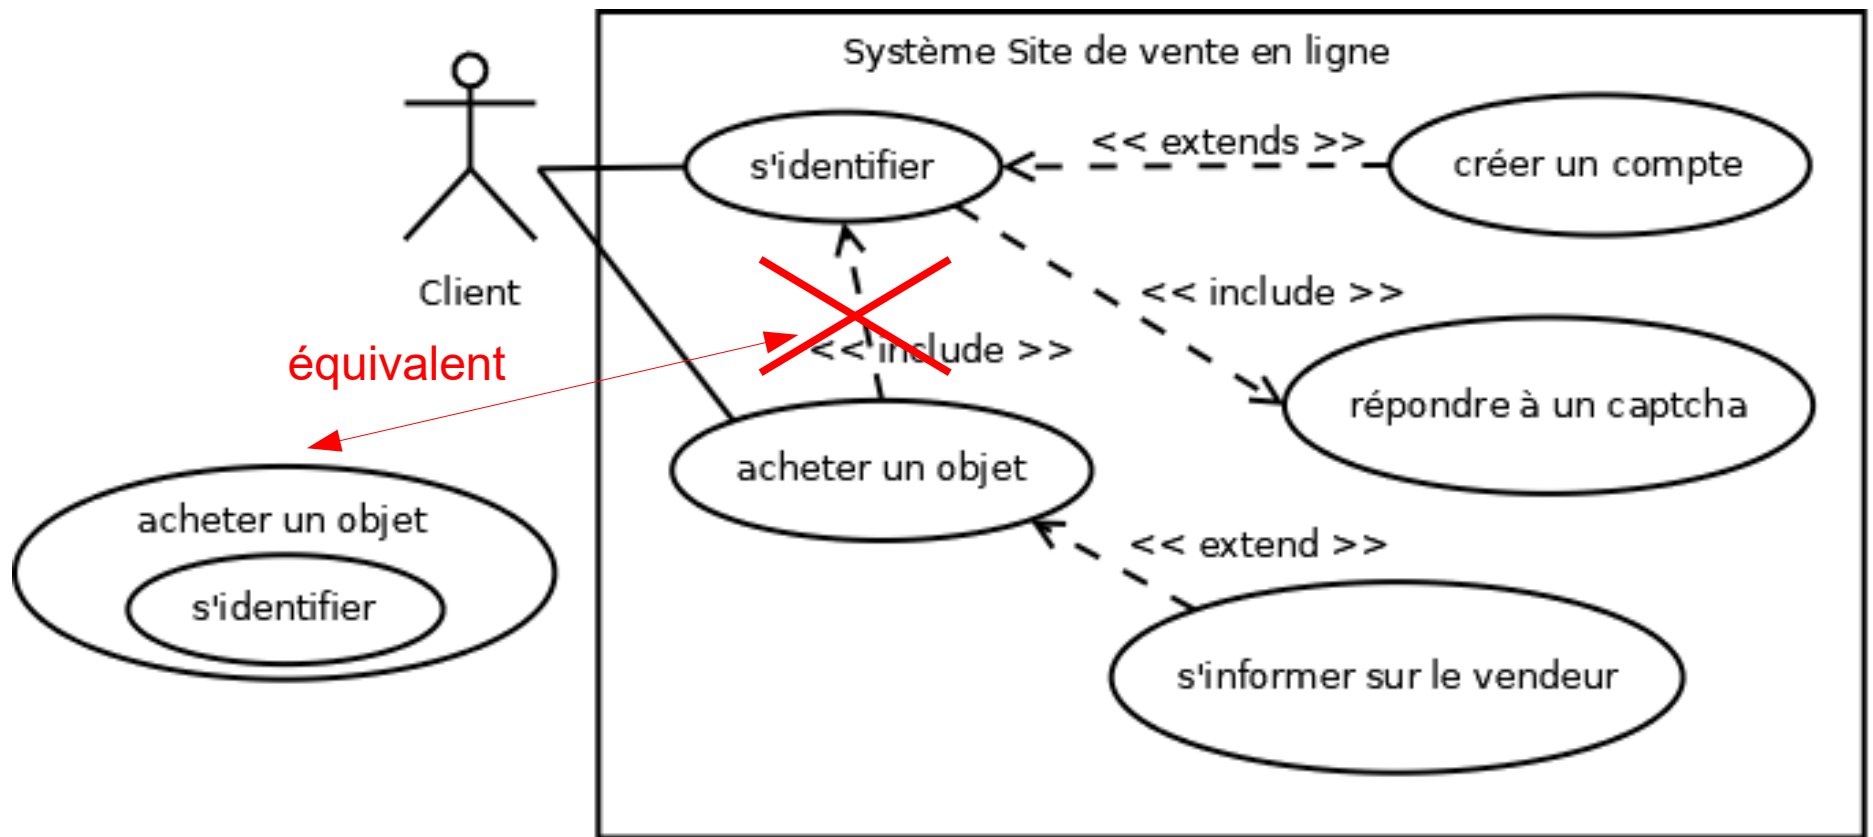 Système Site de vente en ligne
s'identifier
<< extends >>
créer un compte
Client
<< include >>
<< include >>
équivalent
répondre à un captcha
acheter un objet
acheter un objet
<< extend >>
s'identifier
s'informer sur le vendeur